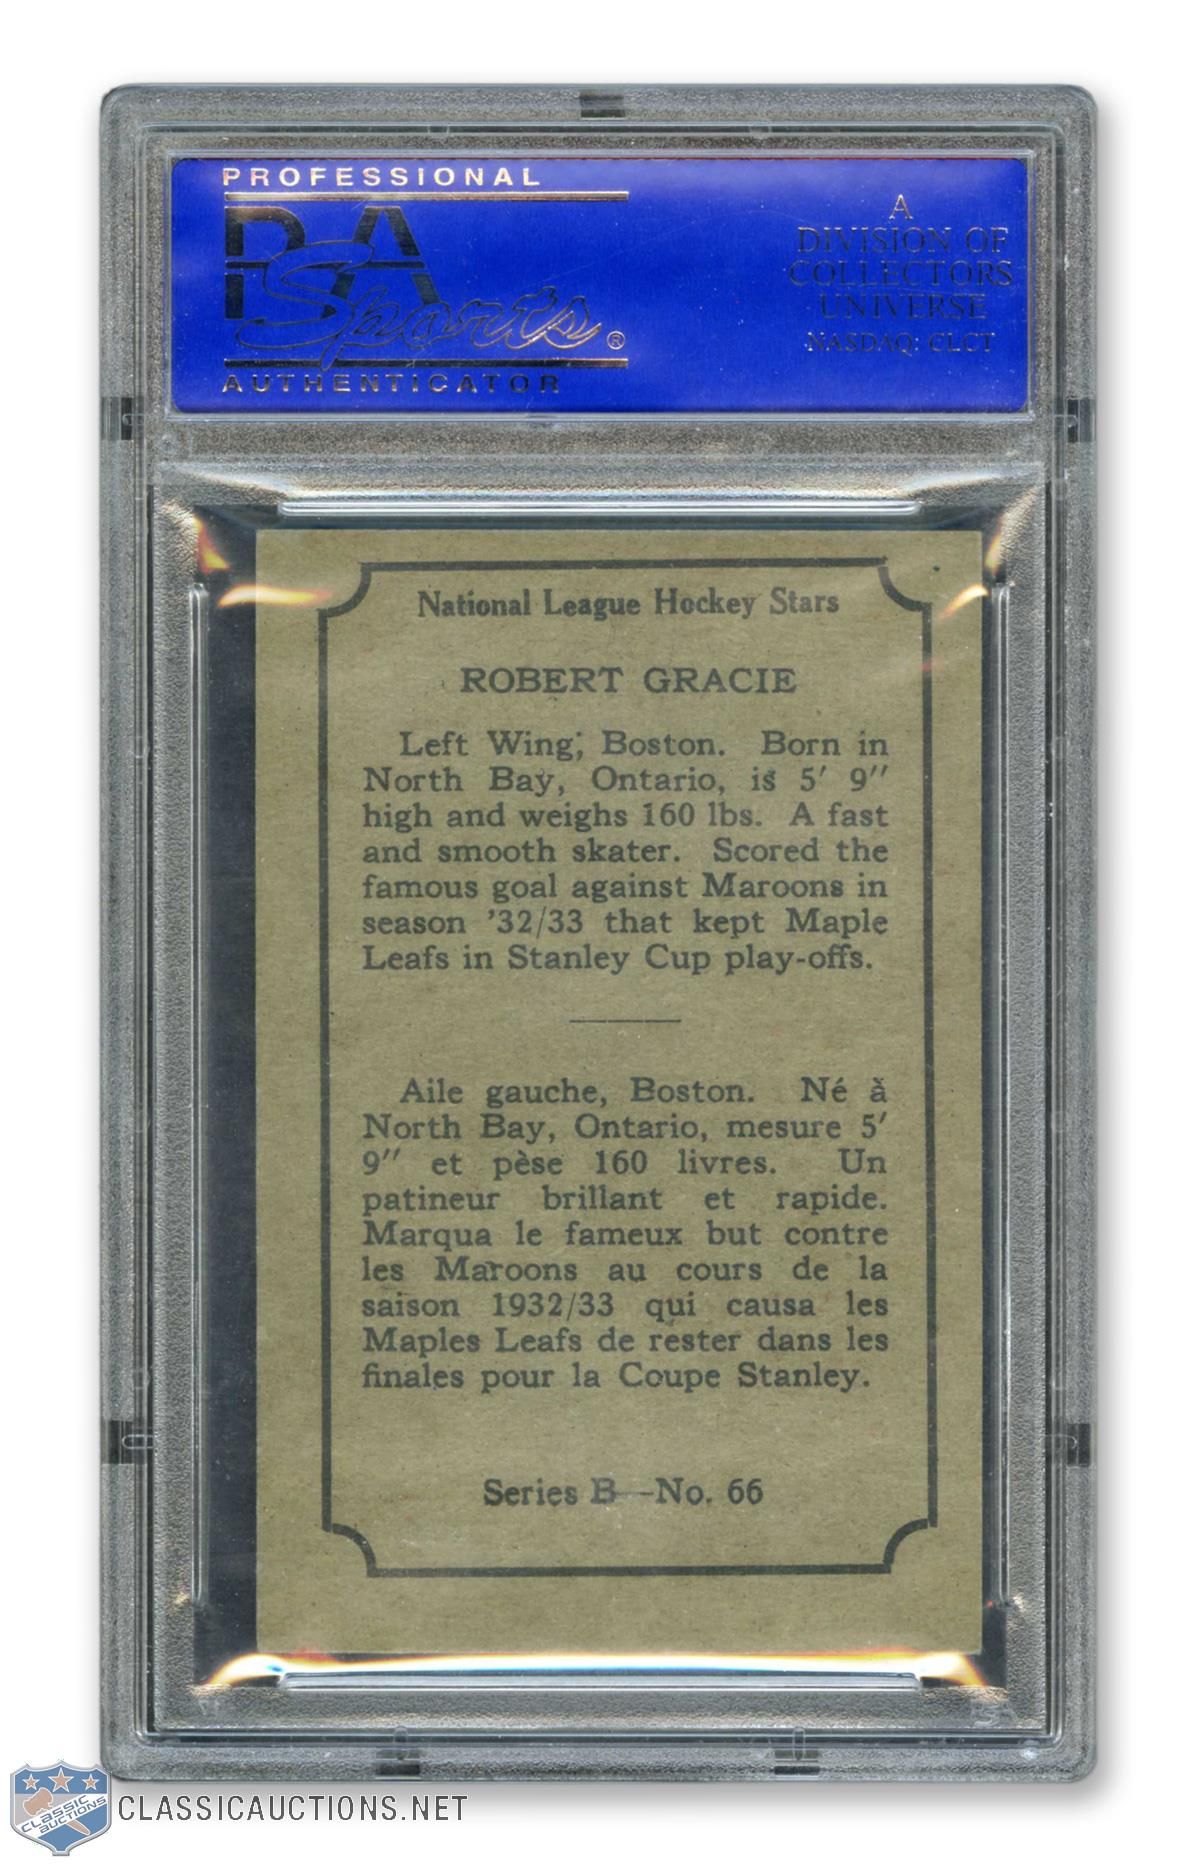 PROFESSIONAL
PSA
Sports®
AUTHENTICATOR
A
DIVISION OF
COLLECTORS
UNIVERSE
NASDAQ: CLCT
National League Hockey Stars
ROBERT GRACIE
Left Wing, Boston. Born in
North Bay, Ontario, is 5′ 9″
high and weighs 160 lbs. A fast
and smooth skater. Scored the
famous goal against Maroons in
season '32/33 that kept Maple
Leafs in Stanley Cup play-offs.
Aile gauche, Boston. Né à
North Bay, Ontario, mesure 5′
9″ et pèse 160 livres. Un
patineur brillant et rapide.
Marqua le fameux but contre
les Maroons au cours de la
saison 1932/33 qui causa les
Maples Leafs de rester dans les
finales pour la Coupe Stanley.
Series B—No. 66
PSA
CLASSIC
AUCTIONS
CLASSICAUCTIONS.NET